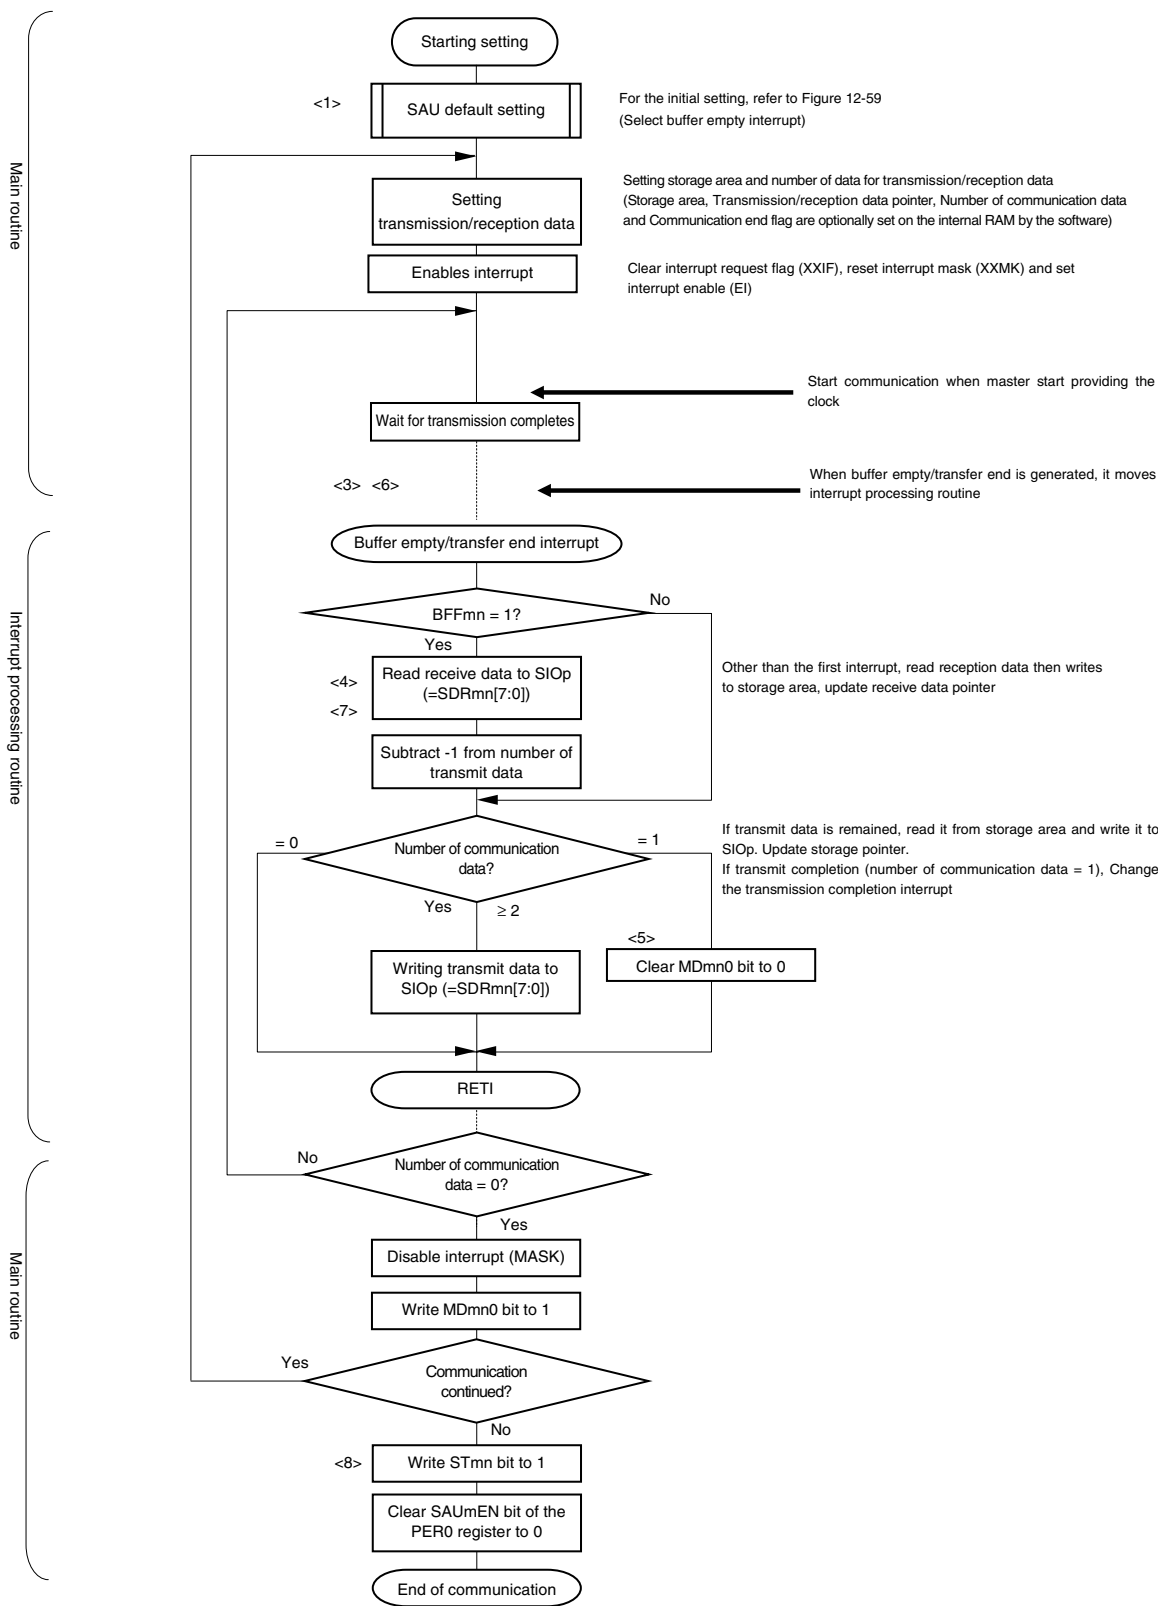 Starting setting
<1>
SAU default setting
For the initial setting, refer to Figure 12-59
(Select buffer empty interrupt)
Main routine
Setting
transmission/reception data
Setting storage area and number of data for transmission/reception data
(Storage area, Transmission/reception data pointer, Number of communication data
and Communication end flag are optionally set on the internal RAM by the software)
Enables interrupt
Clear interrupt request flag (XXIF), reset interrupt mask (XXMK) and set
interrupt enable (EI)
Start communication when master start providing the
clock
Wait for transmission completes
<3> <6>
When buffer empty/transfer end is generated, it moves
interrupt processing routine
Buffer empty/transfer end interrupt
Interrupt processing routine
BFFmn = 1?
No
Yes
<4>
<7>
Read receive data to SIOp
(=SDRmn[7:0])
Other than the first interrupt, read reception data then writes
to storage area, update receive data pointer
Subtract -1 from number of
transmit data
= 0
Number of communication
data?
= 1
If transmit data is remained, read it from storage area and write it to
SIOp. Update storage pointer.
If transmit completion (number of communication data = 1), Change
the transmission completion interrupt
Yes
≥ 2
<5>
Writing transmit data to
SIOp (=SDRmn[7:0])
Clear MDmn0 bit to 0
RETI
No
Number of communication
data = 0?
Yes
Main routine
Disable interrupt (MASK)
Write MDmn0 bit to 1
Yes
Communication
continued?
No
<8>
Write STmn bit to 1
Clear SAUmEN bit of the
PER0 register to 0
End of communication